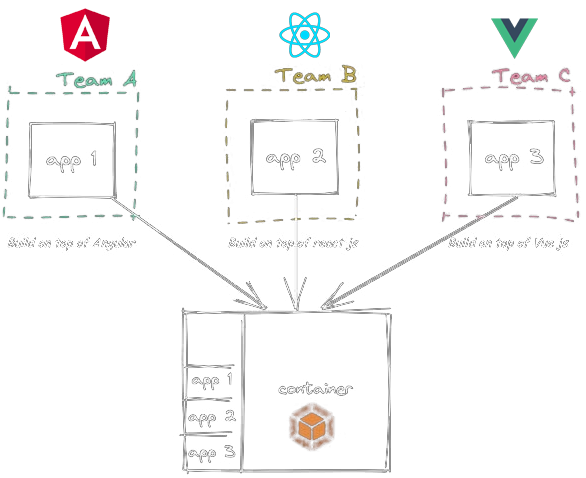 Team A
Team B
Team C
app 1
app 2
app 3
Build on top of Angular
Build on top of react js
Build on top of Vue js
container
app 1
app 2
app 3